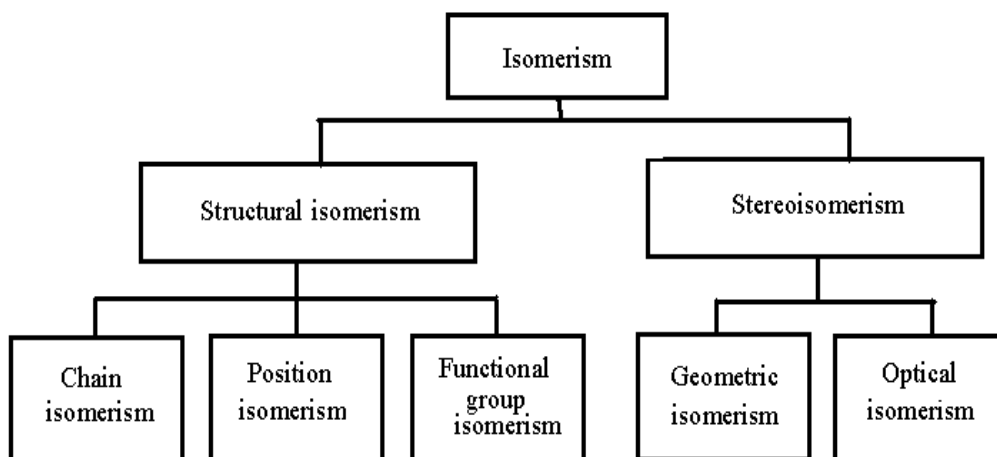 Isomerism
Structural isomerism
Stereoisomerism
Chain
isomerism
Position
isomerism
Functional
group
isomerism
Geometric
isomerism
Optical
isomerism